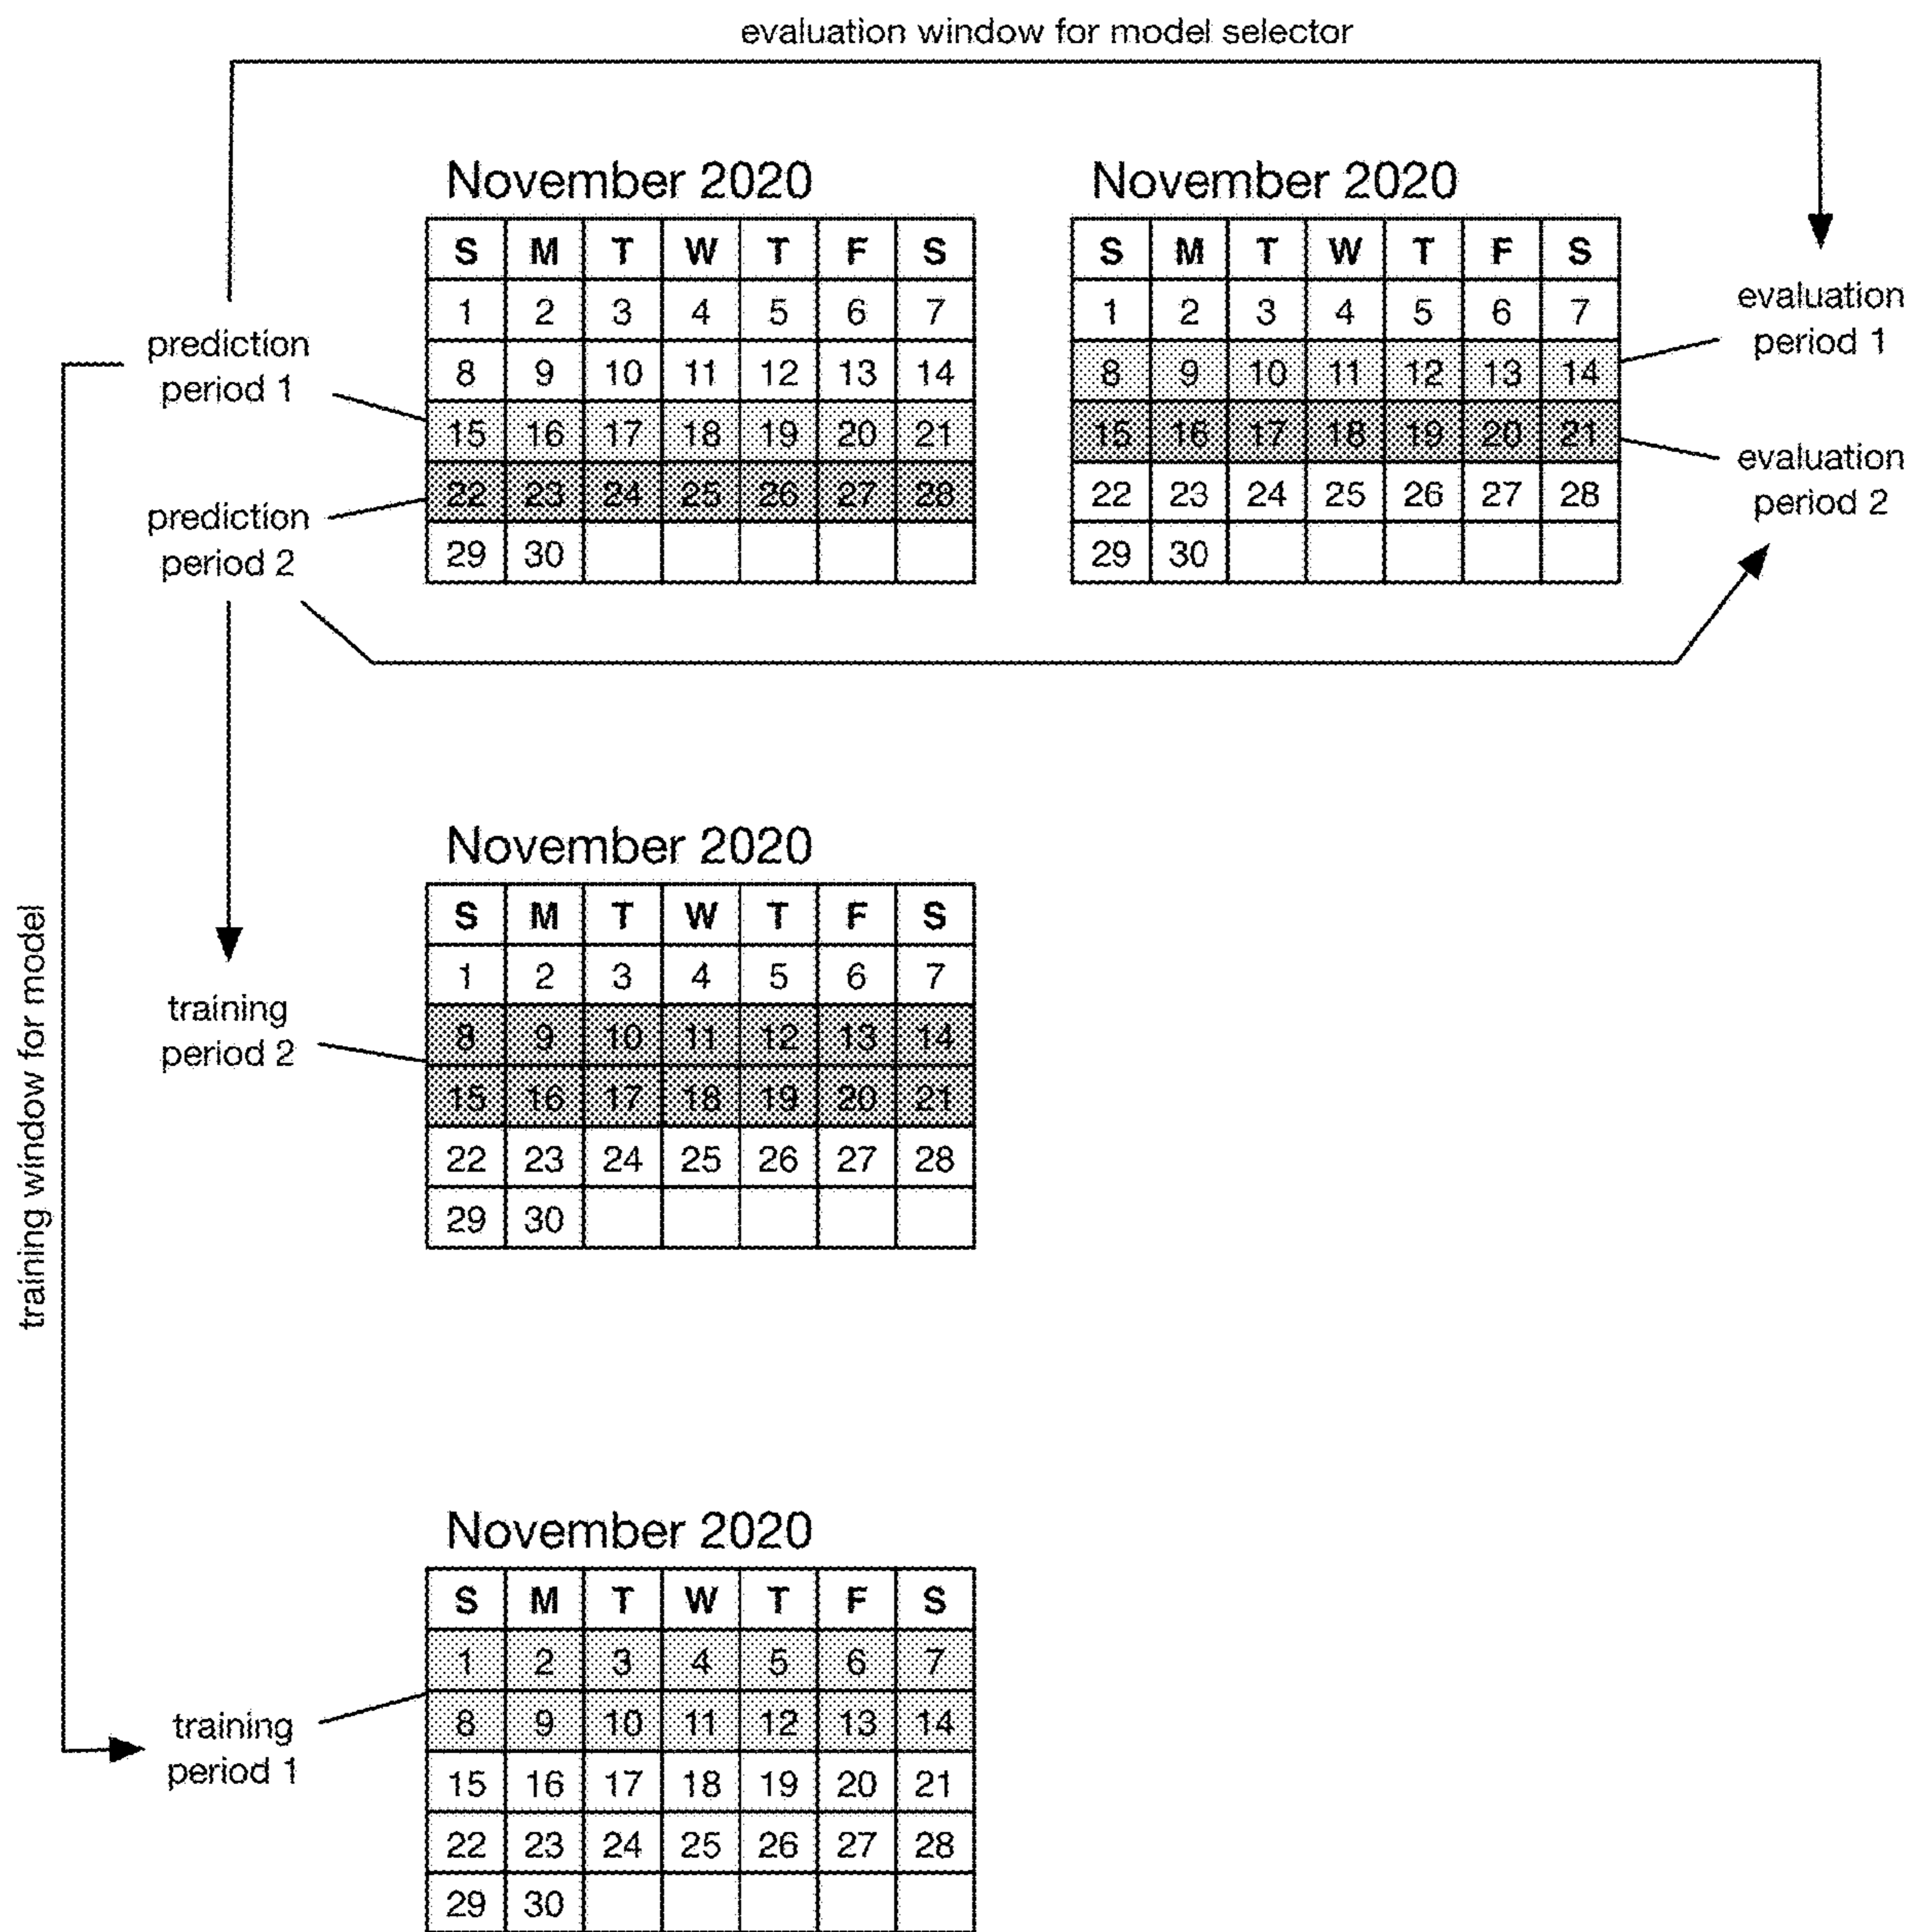 evaluation window for model selector
November 2020
S M T W T F S
1 2 3 4 5 6 7
8 9 10 11 12 13 14
15 16 17 18 19 20 21
22 23 24 25 26 27 28
29 30
November 2020
S M T W T F S
1 2 3 4 5 6 7
8 9 10 11 12 13 14
15 16 17 18 19 20 21
22 23 24 25 26 27 28
29 30
prediction
period 1
prediction
period 2
evaluation
period 1
evaluation
period 2
training window for model
November 2020
S M T W T F S
1 2 3 4 5 6 7
8 9 10 11 12 13 14
15 16 17 18 19 20 21
22 23 24 25 26 27 28
29 30
training
period 2
November 2020
S M T W T F S
1 2 3 4 5 6 7
8 9 10 11 12 13 14
15 16 17 18 19 20 21
22 23 24 25 26 27 28
29 30
training
period 1